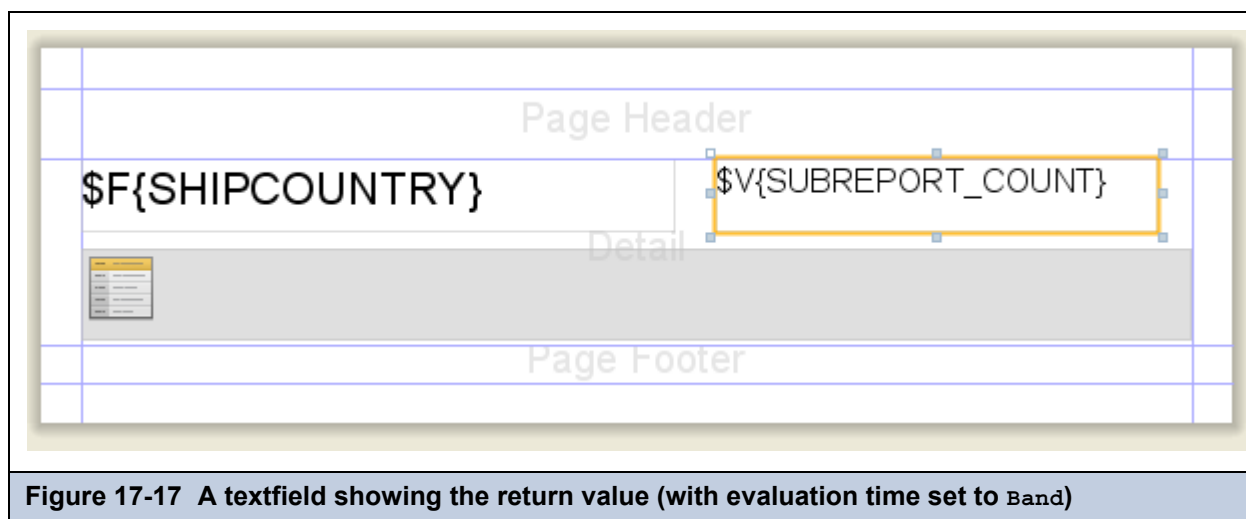 Page Header
$F{SHIPCOUNTRY} $V{SUBREPORT_COUNT}
Detail
Page Footer
Figure 17-17 A textfield showing the return value (with evaluation time set to Band)